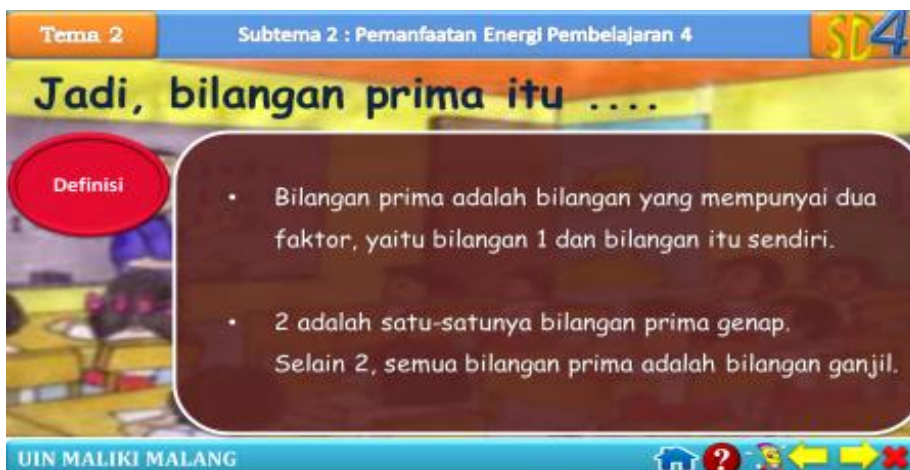 Tema 2
Subtema 2 : Pemanfaatan Energi Pembelajaran 4
SD4
Jadi, bilangan prima itu ....
Definisi
• Bilangan prima adalah bilangan yang mempunyai dua
faktor, yaitu bilangan 1 dan bilangan itu sendiri.
• 2 adalah satu-satunya bilangan prima genap.
Selain 2, semua bilangan prima adalah bilangan ganjil.
UIN MALIKI MALANG
?